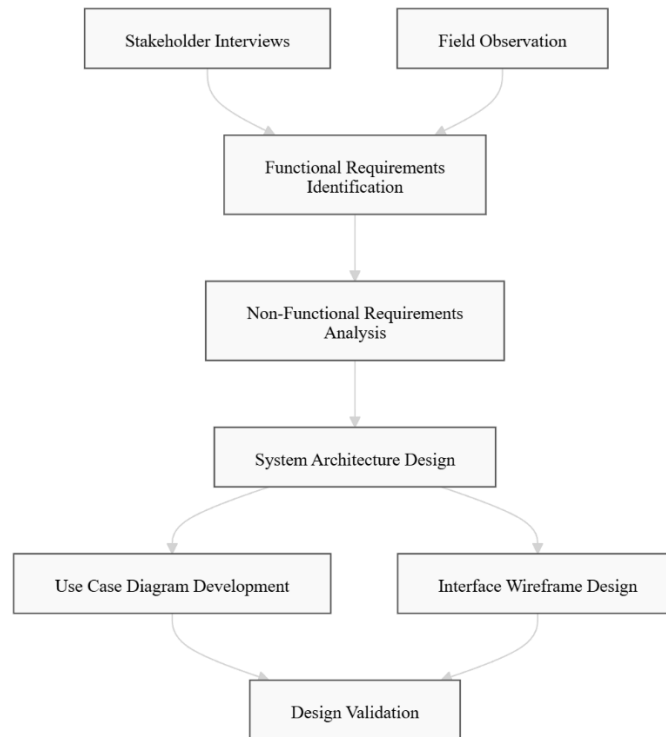 Stakeholder Interviews
Field Observation
Functional Requirements
Identification
Non-Functional Requirements
Analysis
System Architecture Design
Use Case Diagram Development
Interface Wireframe Design
Design Validation